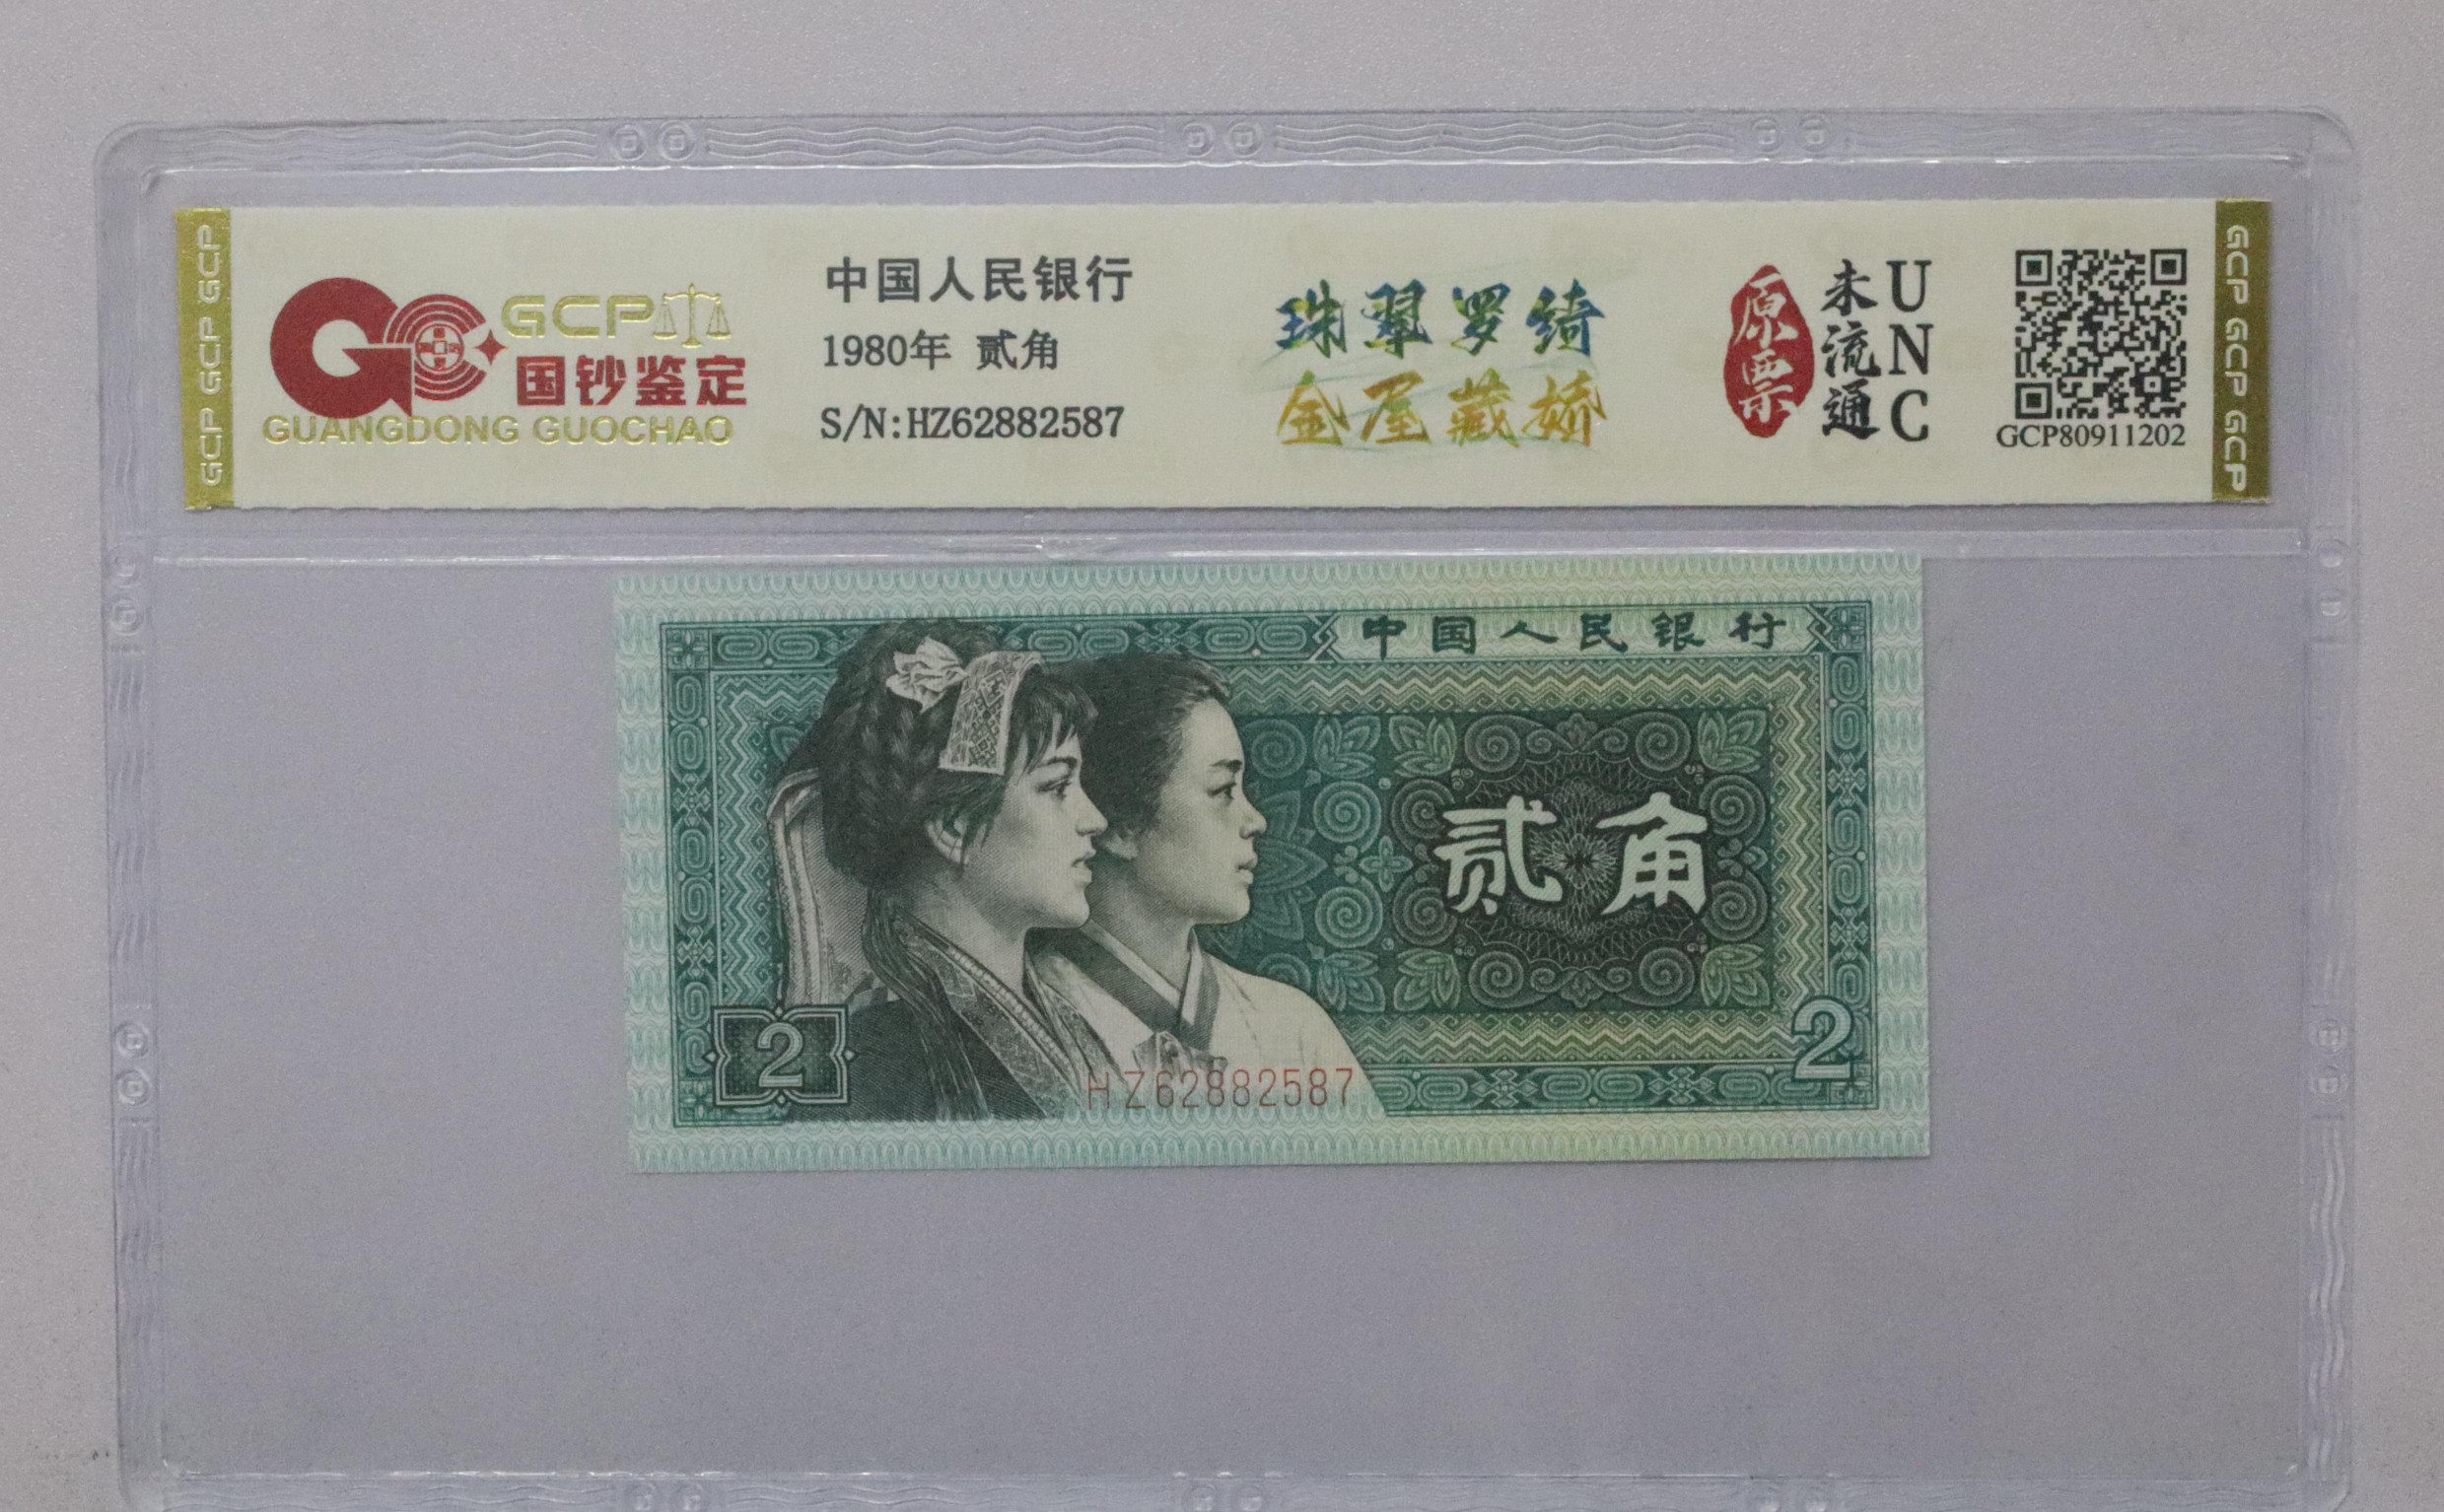 GCP GCP GCP
GCP
国钞鉴定
GUANGDONG GUOCHAO
中国人民银行
1980年 贰角
S/N:HZ62882587
珠翠罗绮
金屋藏娇
原票
未流通
UNC
GCP80911202
GCP GCP GCP
中国人民银行
贰角
2
2
HZ62882587